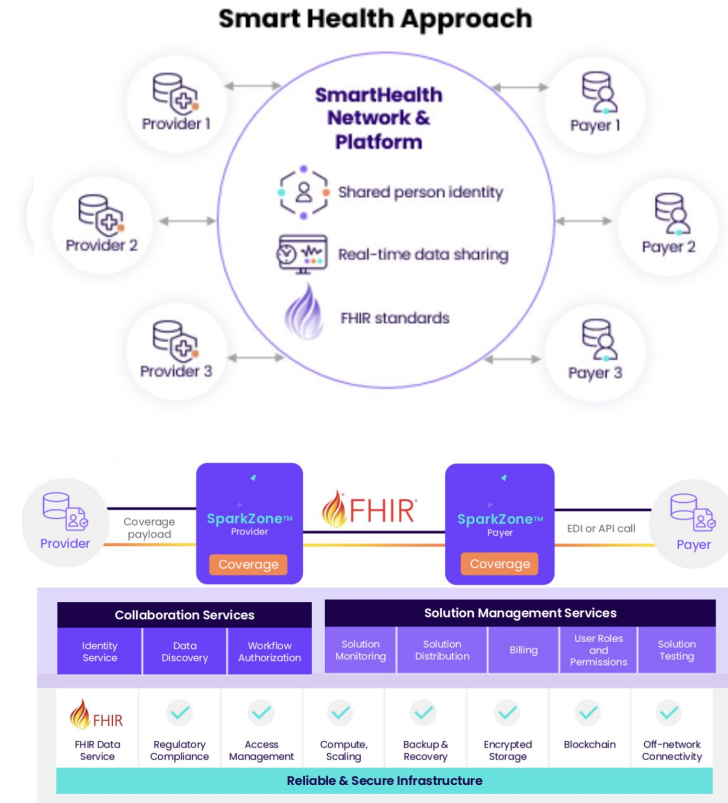 Smart Health Approach
SmartHealth
Network &
Platform
Shared person identity
Real-time data sharing
FHIR standards
Provider 1
Provider 2
Provider 3
Payer 1
Payer 2
Payer 3
Provider
Coverage
payload
SparkZone™
Provider
Coverage
FHIR®
SparkZone™
Payer
Coverage
EDI or API call
Payer
Collaboration Services
Identity
Service
Data
Discovery
Workflow
Authorization
Solution Management Services
Solution
Monitoring
Solution
Distribution
Billing
User Roles
and
Permissions
Solution
Testing
FHIR
FHIR Data
Service
Regulatory
Compliance
Access
Management
Compute,
Scaling
Backup &
Recovery
Encrypted
Storage
Blockchain
Off-network
Connectivity
Reliable & Secure Infrastructure